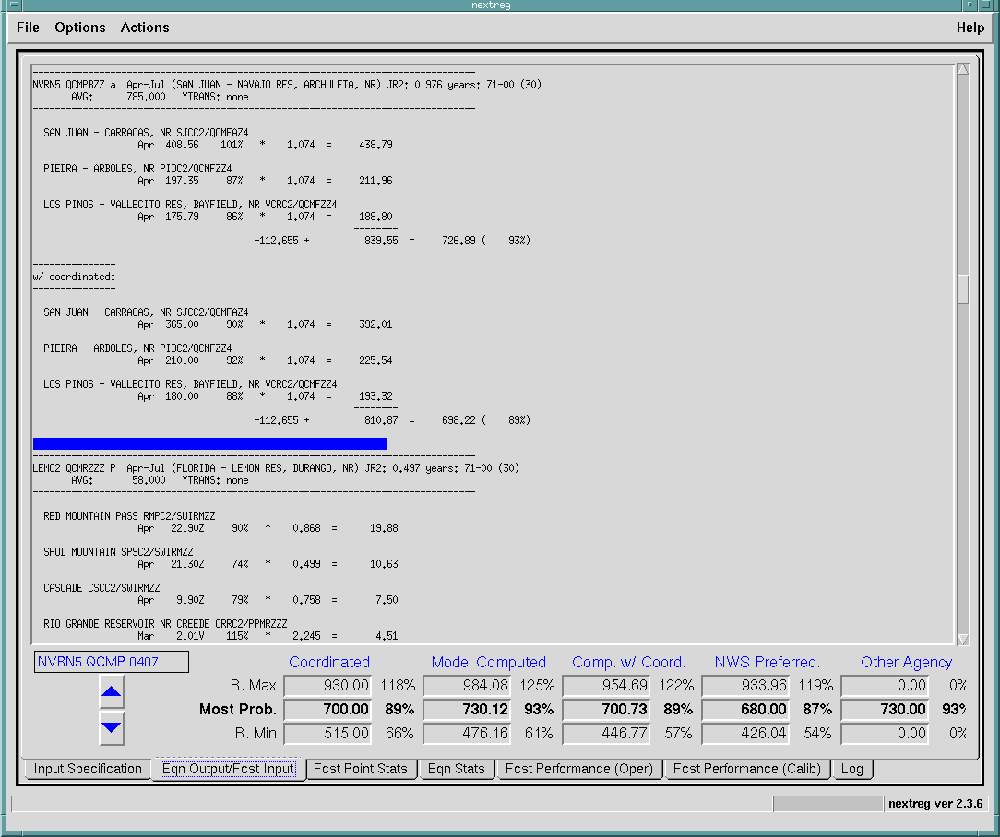 nextreg
File Options Actions Help
--------------------------------------------------------------------------------
NVRN5 QCMPBZZ a  Apr-Jul (SAN JUAN - NAVAJO RES, ARCHULETA, NR) JR2: 0.976 years: 71-00 (30)
AVG: 785.000 YTRANS: none
--------------------------------------------------------------------------------
SAN JUAN - CARRACAS, NR SJCC2/QCMFAZ4
Apr 408.56 101% * 1.074 = 438.79
PIEDRA - ARBOLES, NR PIDC2/QCMFZZ4
Apr 197.35 87% * 1.074 = 211.96
LOS PINOS - VALLECITO RES, BAYFIELD, NR VCRC2/QCMFZZ4
Apr 175.79 86% * 1.074 = 188.80
--------
-112.655 + 839.55 = 726.89 ( 93%)
---------------
w/ coordinated:
---------------
SAN JUAN - CARRACAS, NR SJCC2/QCMFAZ4
Apr 365.00 90% * 1.074 = 392.01
PIEDRA - ARBOLES, NR PIDC2/QCMFZZ4
Apr 210.00 92% * 1.074 = 225.54
LOS PINOS - VALLECITO RES, BAYFIELD, NR VCRC2/QCMFZZ4
Apr 180.00 88% * 1.074 = 193.32
--------
-112.655 + 810.87 = 698.22 ( 89%)
--------------------------------------------------------------------------------
LEMC2 QCMRZZZ P  Apr-Jul (FLORIDA - LEMON RES, DURANGO, NR) JR2: 0.497 years: 71-00 (30)
AVG: 58.000 YTRANS: none
--------------------------------------------------------------------------------
RED MOUNTAIN PASS RMPC2/SWIRMZZ
Apr 22.90Z 90% * 0.868 = 19.88
SPUD MOUNTAIN SPSC2/SWIRMZZ
Apr 21.30Z 74% * 0.499 = 10.63
CASCADE CSCC2/SWIRMZZ
Apr 9.90Z 79% * 0.758 = 7.50
RIO GRANDE RESERVOIR NR CREEDE CRRC2/PPMRZZZ
Mar 2.01V 115% * 2.245 = 4.51
NVRN5 QCMP 0407 Coordinated Model Computed Comp. w/ Coord. NWS Preferred. Other Agency
R. Max 930.00 118% 984.08 125% 954.69 122% 933.96 119% 0.00 0%
Most Prob. 700.00 89% 730.12 93% 700.73 89% 680.00 87% 730.00 93%
R. Min 515.00 66% 476.16 61% 446.77 57% 426.04 54% 0.00 0%
Input Specification Eqn Output/Fcst Input Fcst Point Stats Eqn Stats Fcst Performance (Oper) Fcst Performance (Calib) Log
nextreg ver 2.3.6